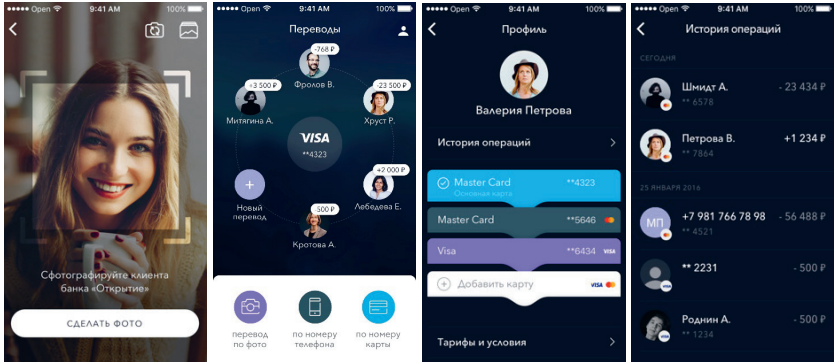 Open 9:41 AM 100%
Сфотографируйте клиента
банка «Открытие»
СДЕЛАТЬ ФОТО
Open 9:41 AM 100%
Переводы
-768 ₽
Фролов В.
+3 500 ₽
-23 500 ₽
Митягина А.
Хруст Р.
VISA
**4323
+2 000 ₽
+
Новый
перевод
Лебедева Е.
-500 ₽
Кротова А.
перевод
по фото
по номеру
телефона
по номеру
карты
Open 9:41 AM 100%
Профиль
Валерия Петрова
История операций
Master Card **4323
Основная карта
Master Card **5646
Visa **6434 VISA
Добавить карту VISA
Тарифы и условия
Open 9:41 AM 100%
История операций
СЕГОДНЯ
Шмидт А. - 23 434 ₽
** 6578
Петрова В. +1 234 ₽
** 7864
25 ЯНВАРЯ 2016
МП +7 981 766 78 98 - 56 488 ₽
** 4521
** 2231 - 500 ₽
VISA
Роднин А. - 500 ₽
** 1234
VISA